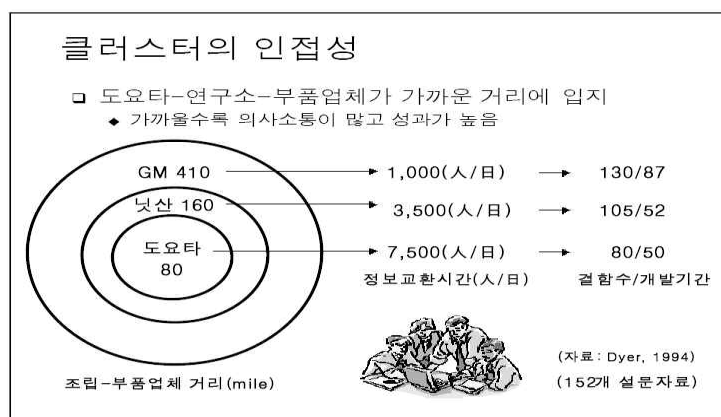 클러스터의 인접성
❑ 도요타-연구소-부품업체가 가까운 거리에 입지
◆ 가까울수록 의사소통이 많고 성과가 높음
GM 410 1,000(人/日) 130/87
닛산 160 3,500(人/日) 105/52
도요타 7,500(人/日) 80/50
80
정보교환시간(人/日) 결함수/개발기간
조립-부품업체 거리(mile)
(자료: Dyer, 1994)
(152개 설문자료)